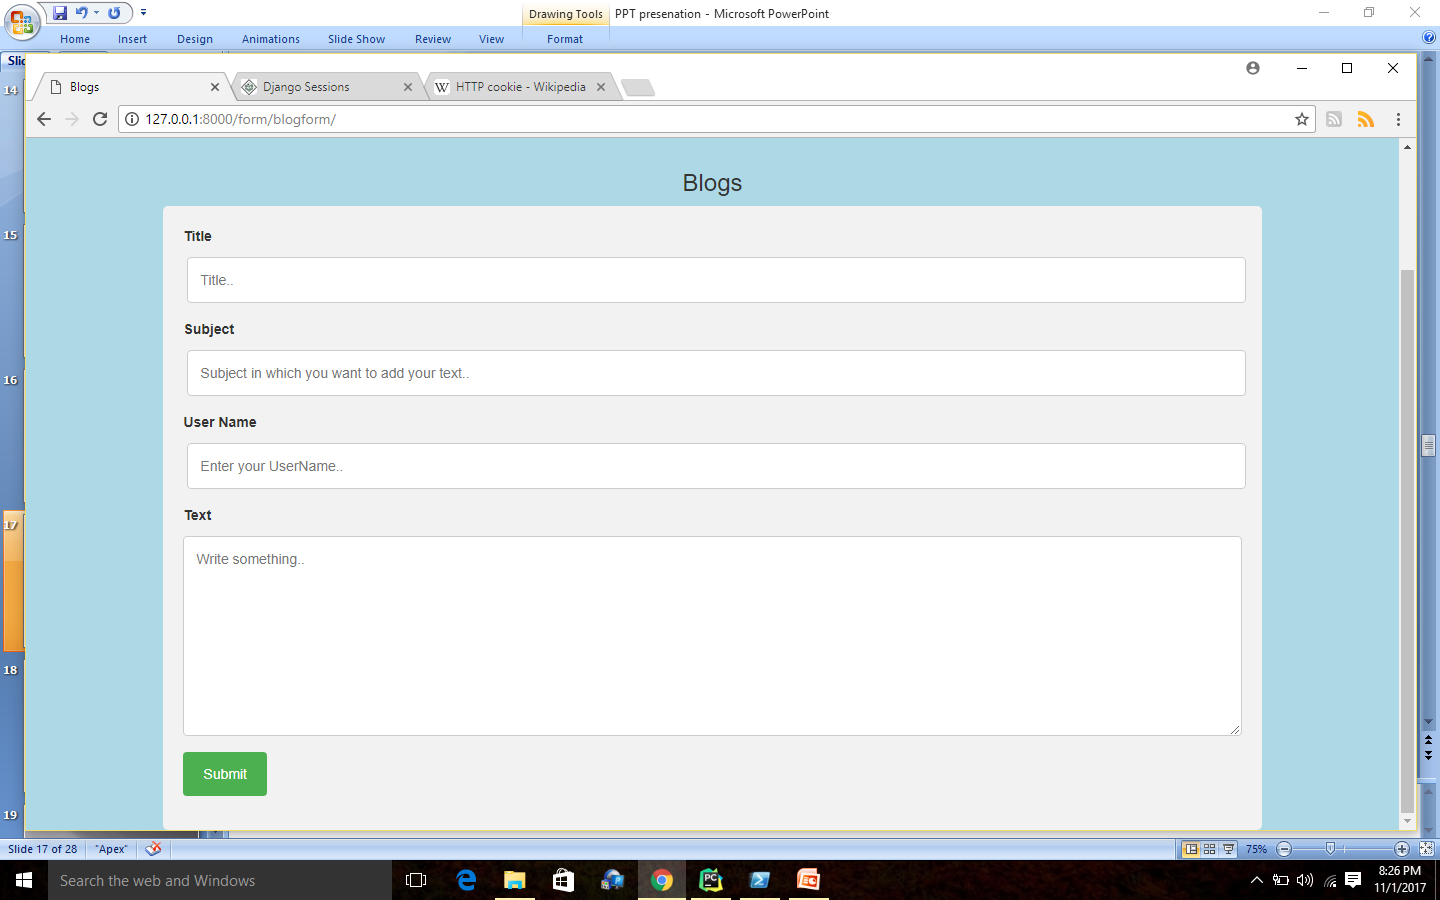 Drawing Tools
PPT presenation - Microsoft PowerPoint
Home
Insert
Design
Animations
Slide Show
Review
View
Format
Slid
Blogs
Django Sessions
HTTP cookie - Wikipedia
127.0.0.1:8000/form/blogform/
14
15
16
17
18
19
Blogs
Title
Title..
Subject
Subject in which you want to add your text..
User Name
Enter your UserName..
Text
Write something..
Submit
Slide 17 of 28
"Apex"
75%
Search the web and Windows
8:26 PM
11/1/2017